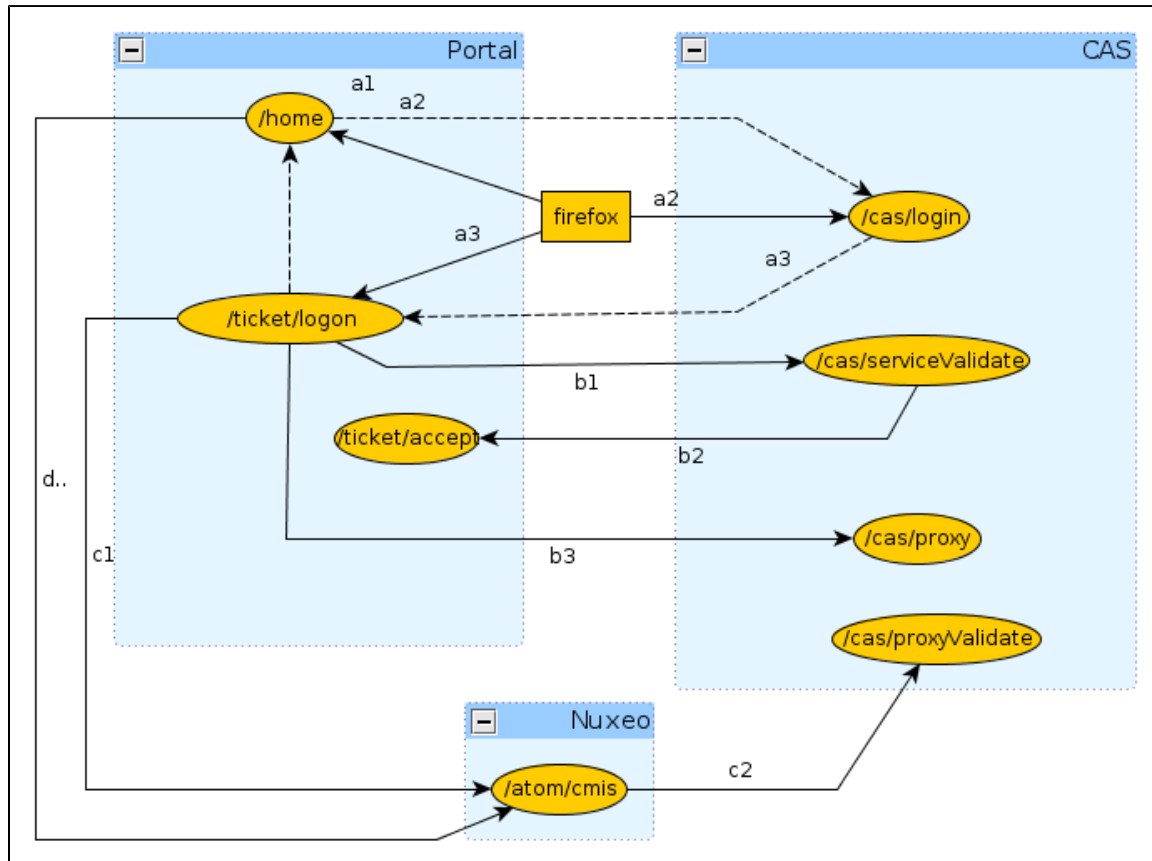 Portal
CAS
a1
a2
/home
firefox
a2
/cas/login
a3
a3
/ticket/logon
/cas/serviceValidate
b1
/ticket/accept
b2
d..
/cas/proxy
c1
b3
/cas/proxyValidate
Nuxeo
c2
/atom/cmis